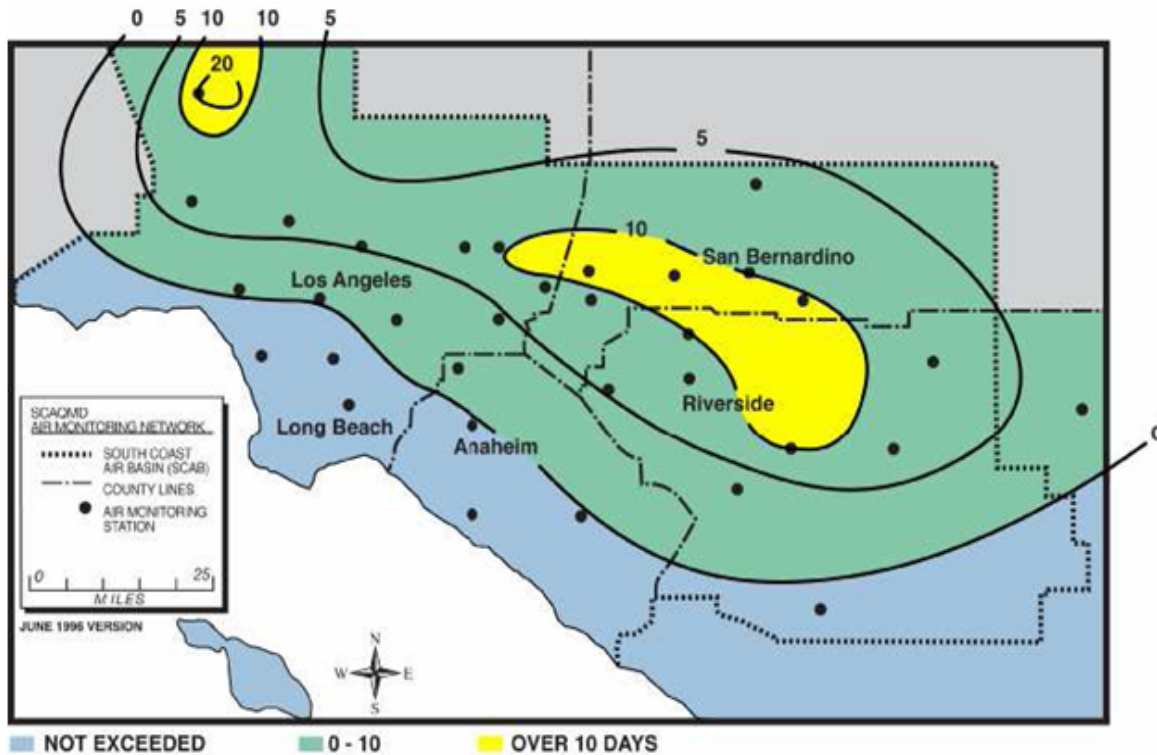 0 5 10 10 5
20
5
10
San Bernardino
Los Angeles
Riverside
Long Beach
Anaheim
0
SCAQMD
AIR MONITORING NETWORK
SOUTH COAST
AIR BASIN (SCAB)
COUNTY LINES
AIR MONITORING
STATION
0 25
MILES
JUNE 1996 VERSION
N
W E
S
NOT EXCEEDED 0 - 10 OVER 10 DAYS